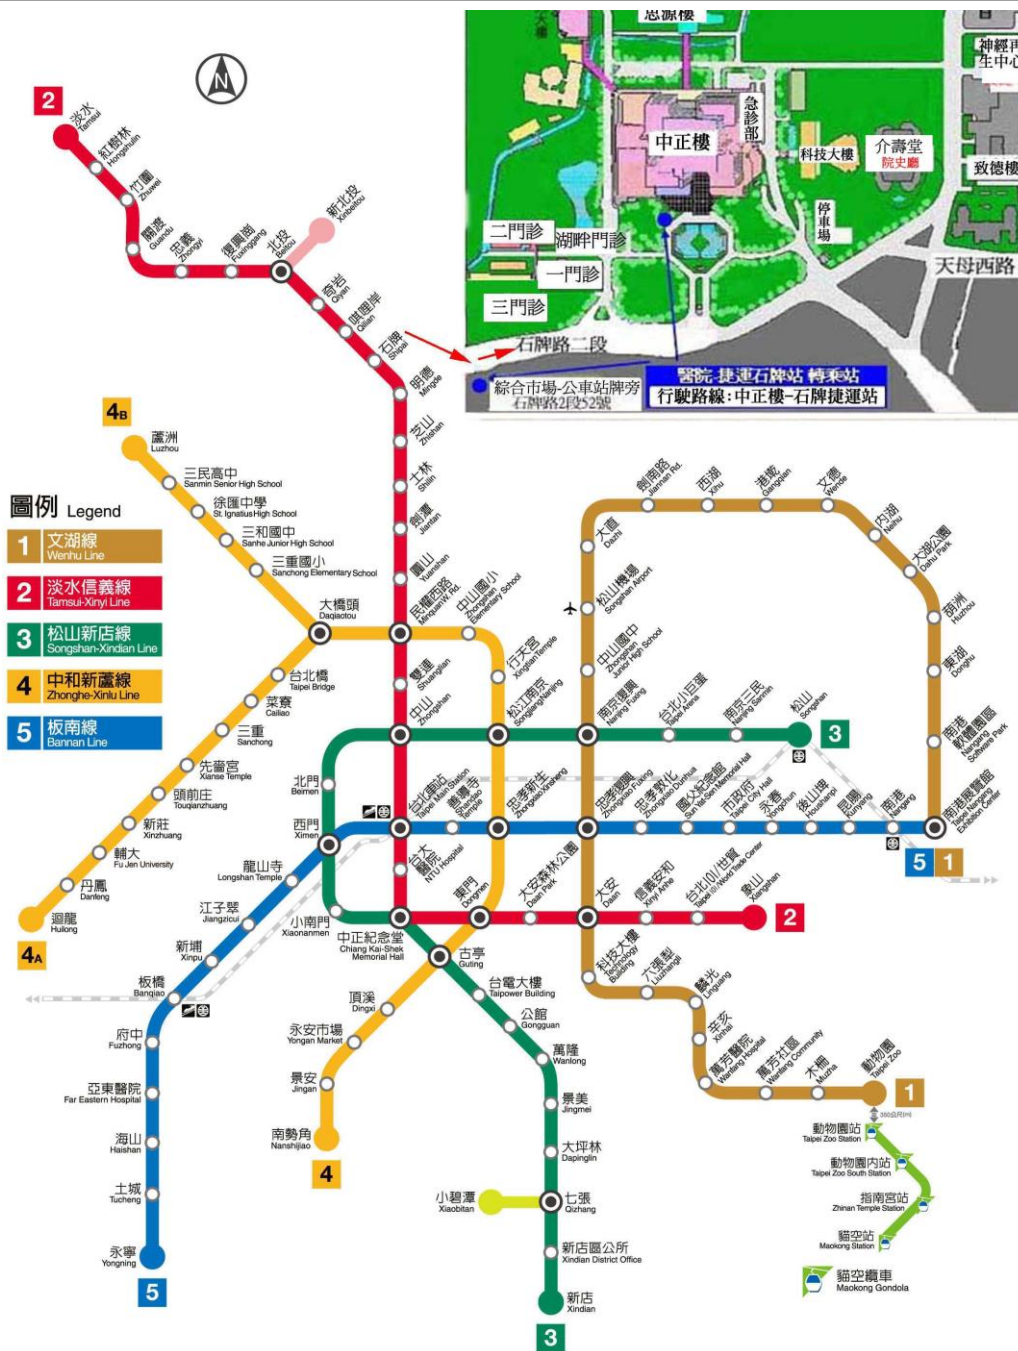 思源樓
大樓
神經再
生中心
急診部
中正樓
科技大樓
介壽堂
院史廳
致德樓
停車場
二門診
湖畔門診
一門診
三門診
天母西路
石牌路二段
綜合市場-公車站牌旁
石牌路2段52號
醫院-捷運石牌站 轉乘站
行駛路線:中正樓-石牌捷運站
N
2
淡水
Tamsui
紅樹林
Hongshulin
竹圍
Zhuwei
關渡
Guandu
忠義
Zhongyi
復興崗
Fuxinggang
北投
Beitou
新北投
Xinbeitou
奇岩
Qiyan
唭哩岸
Qilian
石牌
Shipai
明德
Mingde
芝山
Zhishan
士林
Shilin
劍潭
Jiantan
圓山
Yuanshan
民權西路
Minquan W. Rd.
雙連
Shuanglian
中山
Zhongshan
台北車站
Taipei Main Station
台大
醫院
NTU Hospital
中正紀念堂
Chiang Kai-Shek
Memorial Hall
東門
Dongmen
大安森林公園
Daan Park
大安
Daan
信義安和
Xinyi Anhe
台北101/世貿
Taipei 101/World Trade Center
象山
Xiangshan
2
4B
蘆洲
Luzhou
三民高中
Sanmin Senior High School
徐匯中學
St. Ignatius High School
三和國中
Sanhe Junior High School
三重國小
Sanchong Elementary School
大橋頭
Daqiaotou
台北橋
Taipei Bridge
菜寮
Cailiao
三重
Sanchong
先嗇宮
Xianse Temple
頭前庄
Touqianzhuang
新莊
Xinzhuang
輔大
Fu Jen University
丹鳳
Danfeng
迴龍
Huilong
4A
中山國小
Zhongshan
Elementary School
行天宮
Xingtian Temple
松江南京
Songjiang Nanjing
忠孝新生
Zhongxiao Xinsheng
古亭
Guting
頂溪
Dingxi
永安市場
Yongan Market
景安
Jingan
南勢角
Nanshijiao
4
圖例 Legend
1 文湖線
Wenhu Line
2 淡水信義線
Tamsui-Xinyi Line
3 松山新店線
Songshan-Xindian Line
4 中和新蘆線
Zhonghe-Xinlu Line
5 板南線
Bannan Line
劍南路
Jiannan Rd.
西湖
Xihu
港墘
Gangqian
文德
Wende
內湖
Neihu
大湖公園
Dahu Park
葫洲
Huzhou
東湖
Donghu
南港
軟體園區
Nangang
Software Park
南港展覽館
Taipei Nangang
Exhibition Center
5 1
大直
Dazhi
松山機場
Songshan Airport
中山國中
Zhongshan
Junior High School
南京復興
Nanjing Fuxing
台北小巨蛋
Taipei Arena
南京三民
Nanjing Sanmin
松山
Songshan
3
北門
Beimen
西門
Ximen
善導寺
Shandao
Temple
忠孝復興
Zhongxiao Fuxing
忠孝敦化
Zhongxiao Dunhua
國父紀念館
Sun Yat-Sen Memorial Hall
市政府
Taipei City Hall
永春
Yongchun
後山埤
Houshanpi
昆陽
Kunyang
南港
Nangang
龍山寺
Longshan Temple
江子翠
Jiangzicui
新埔
Xinpu
板橋
Banqiao
府中
Fuzhong
亞東醫院
Far Eastern Hospital
海山
Haishan
土城
Tucheng
永寧
Yongning
5
小南門
Xiaonanmen
台電大樓
Taipower Building
公館
Gongguan
萬隆
Wanlong
景美
Jingmei
大坪林
Dapinglin
小碧潭
Xiaobitan
七張
Qizhang
新店區公所
Xindian District Office
新店
Xindian
3
科技大樓
Technology
Building
六張犁
Liuzhangli
麟光
Linguang
辛亥
Xinhai
萬芳醫院
Wanfang Hospital
萬芳社區
Wanfang Community
木柵
Muzha
動物園
Taipei Zoo
1
350公尺(m)
動物園站
Taipei Zoo Station
動物園內站
Taipei Zoo South Station
指南宮站
Zhinan Temple Station
貓空站
Maokong Station
貓空纜車
Maokong Gondola